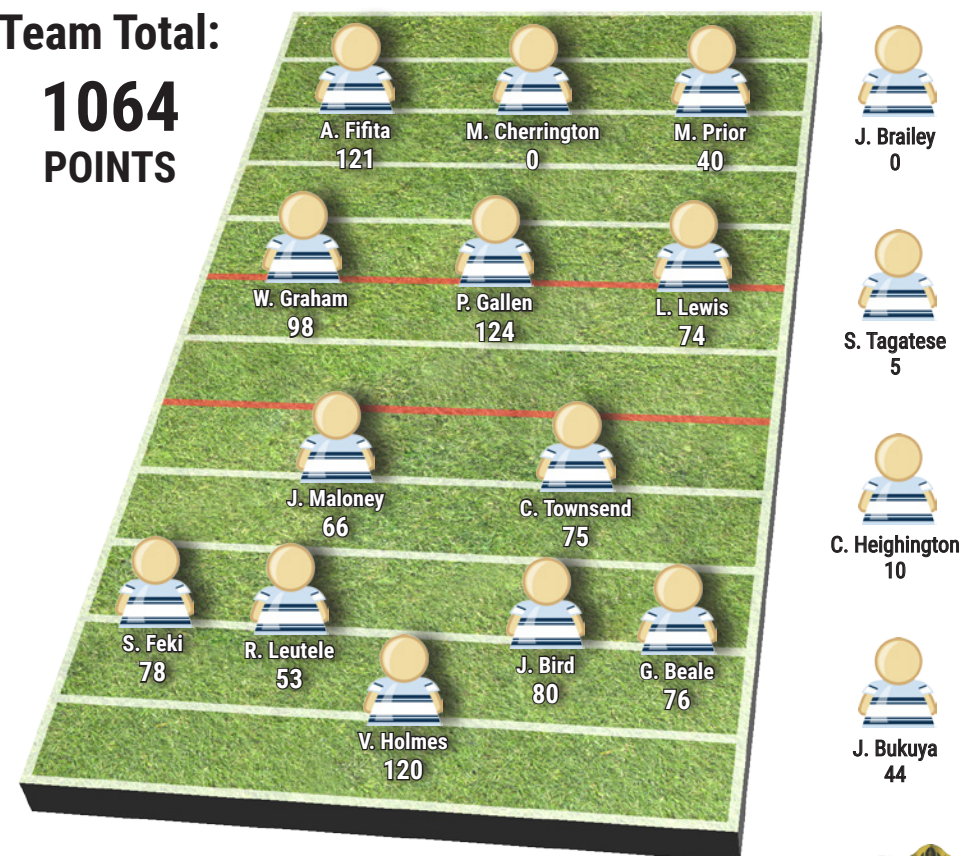 Team Total:
1064
POINTS
A. Fifita
121
M. Cherrington
0
M. Prior
40
J. Brailey
0
W. Graham
98
P. Gallen
124
L. Lewis
74
S. Tagatese
5
J. Maloney
66
C. Townsend
75
C. Heighington
10
S. Feki
78
R. Leutele
53
J. Bird
80
G. Beale
76
V. Holmes
120
J. Bukuya
44